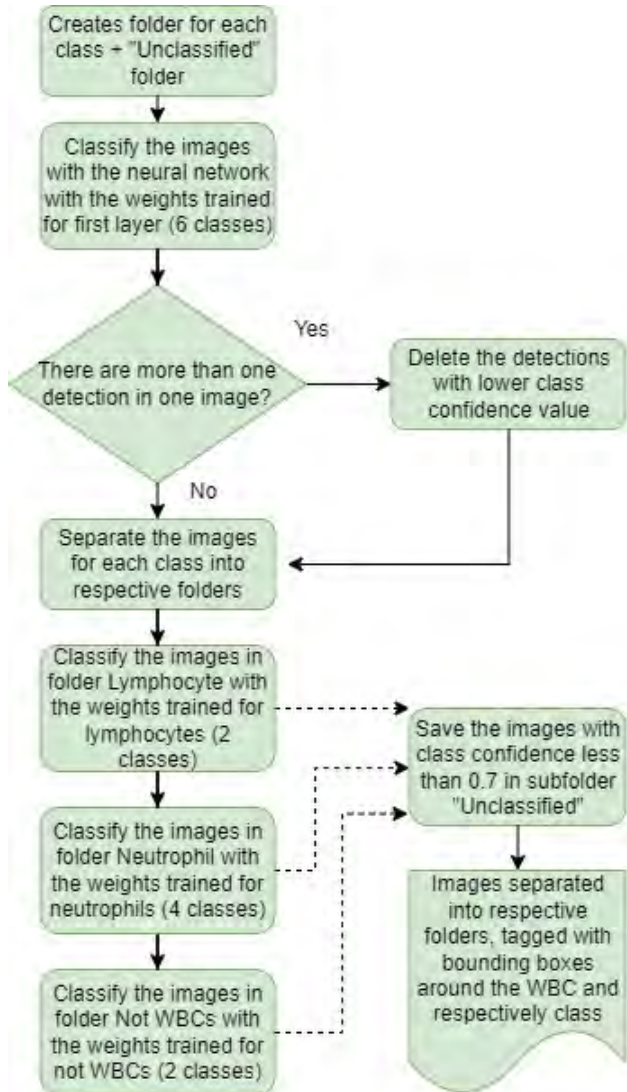 Creates folder for each
class + "Unclassified"
folder
Classify the images
with the neural network
with the weights trained
for first layer (6 classes)
There are more than one
detection in one image?
Yes
Delete the detections
with lower class
confidence value
No
Separate the images
for each class into
respective folders
Classify the images in
folder Lymphocyte with
the weights trained for
lymphocytes (2
classes)
Save the images with
class confidence less
than 0.7 in subfolder
"Unclassified"
Classify the images in
folder Neutrophil with
the weights trained for
neutrophils (4 classes)
Images separated
into respective
folders, tagged with
bounding boxes
around the WBC and
respectively class
Classify the images in
folder Not WBCs with
the weights trained for
not WBCs (2 classes)